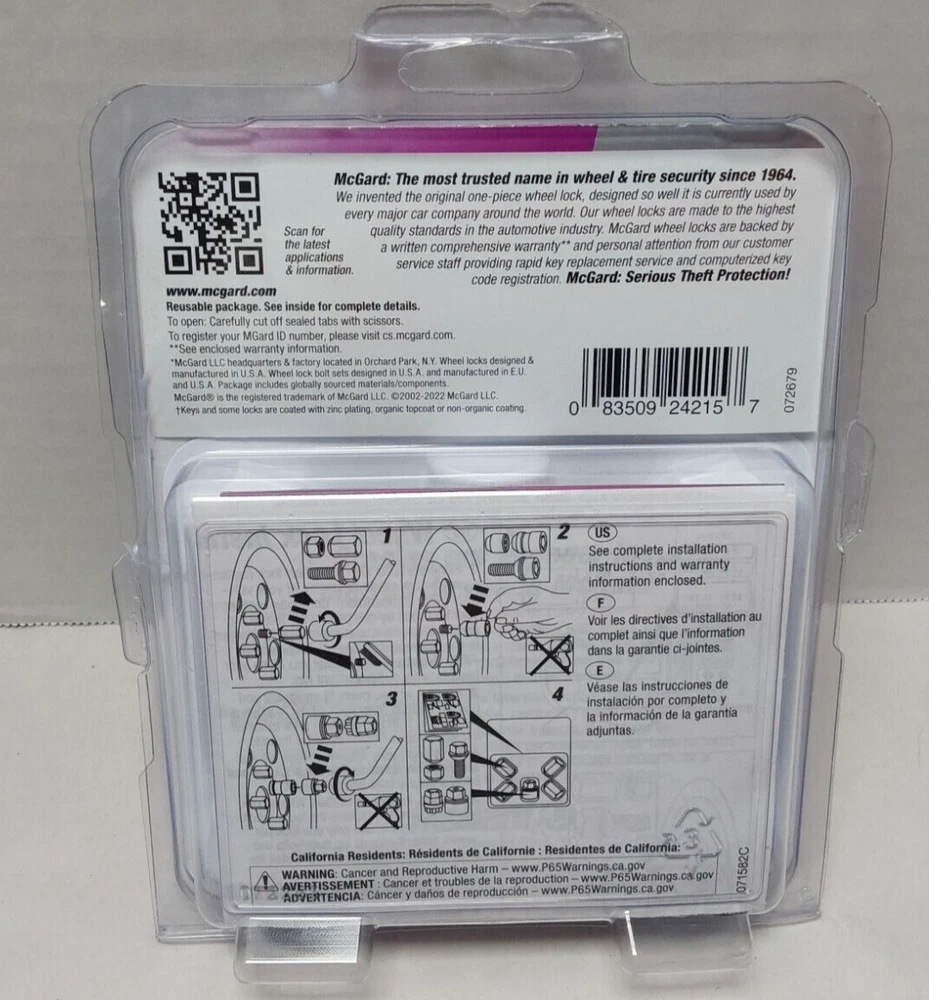 McGard: The most trusted name in wheel & tire security since 1964.
We invented the original one-piece wheel lock, designed so well it is currently used by
every major car company around the world. Our wheel locks are made to the highest
quality standards in the automotive industry. McGard wheel locks are backed by
a written comprehensive warranty** and personal attention from our customer
service staff providing rapid key replacement service and computerized key
code registration. McGard: Serious Theft Protection!
Scan for
the latest
applications
& information.
www.mcgard.com
Reusable package. See inside for complete details.
To open: Carefully cut off sealed tabs with scissors.
To register your MGard ID number, please visit cs.mcgard.com.
**See enclosed warranty information.
*McGard LLC headquarters & factory located in Orchard Park, N.Y. Wheel locks designed &
manufactured in U.S.A. Wheel lock bolt sets designed in U.S.A. and manufactured in E.U.
and U.S.A. Package includes globally sourced materials/components.
McGard® is the registered trademark of McGard LLC. ©2002-2022 McGard LLC.
†Keys and some locks are coated with zinc plating, organic topcoat or non-organic coating.
0 83509 24215 7
072679
1
2
3
4
US
See complete installation
instructions and warranty
information enclosed.
F
Voir les directives d'installation au
complet ainsi que l'information
dans la garantie ci-jointes.
E
Véase las instrucciones de
instalación por completo y
la información de la garantía
adjuntas.
California Residents: Résidents de Californie : Residentes de California:
WARNING: Cancer and Reproductive Harm – www.P65Warnings.ca.gov
AVERTISSEMENT : Cancer et troubles de la reproduction – www.P65Warnings.ca.gov
ADVERTENCIA: Cáncer y daños de reproducción – www.P65Warnings.ca.gov
071582C